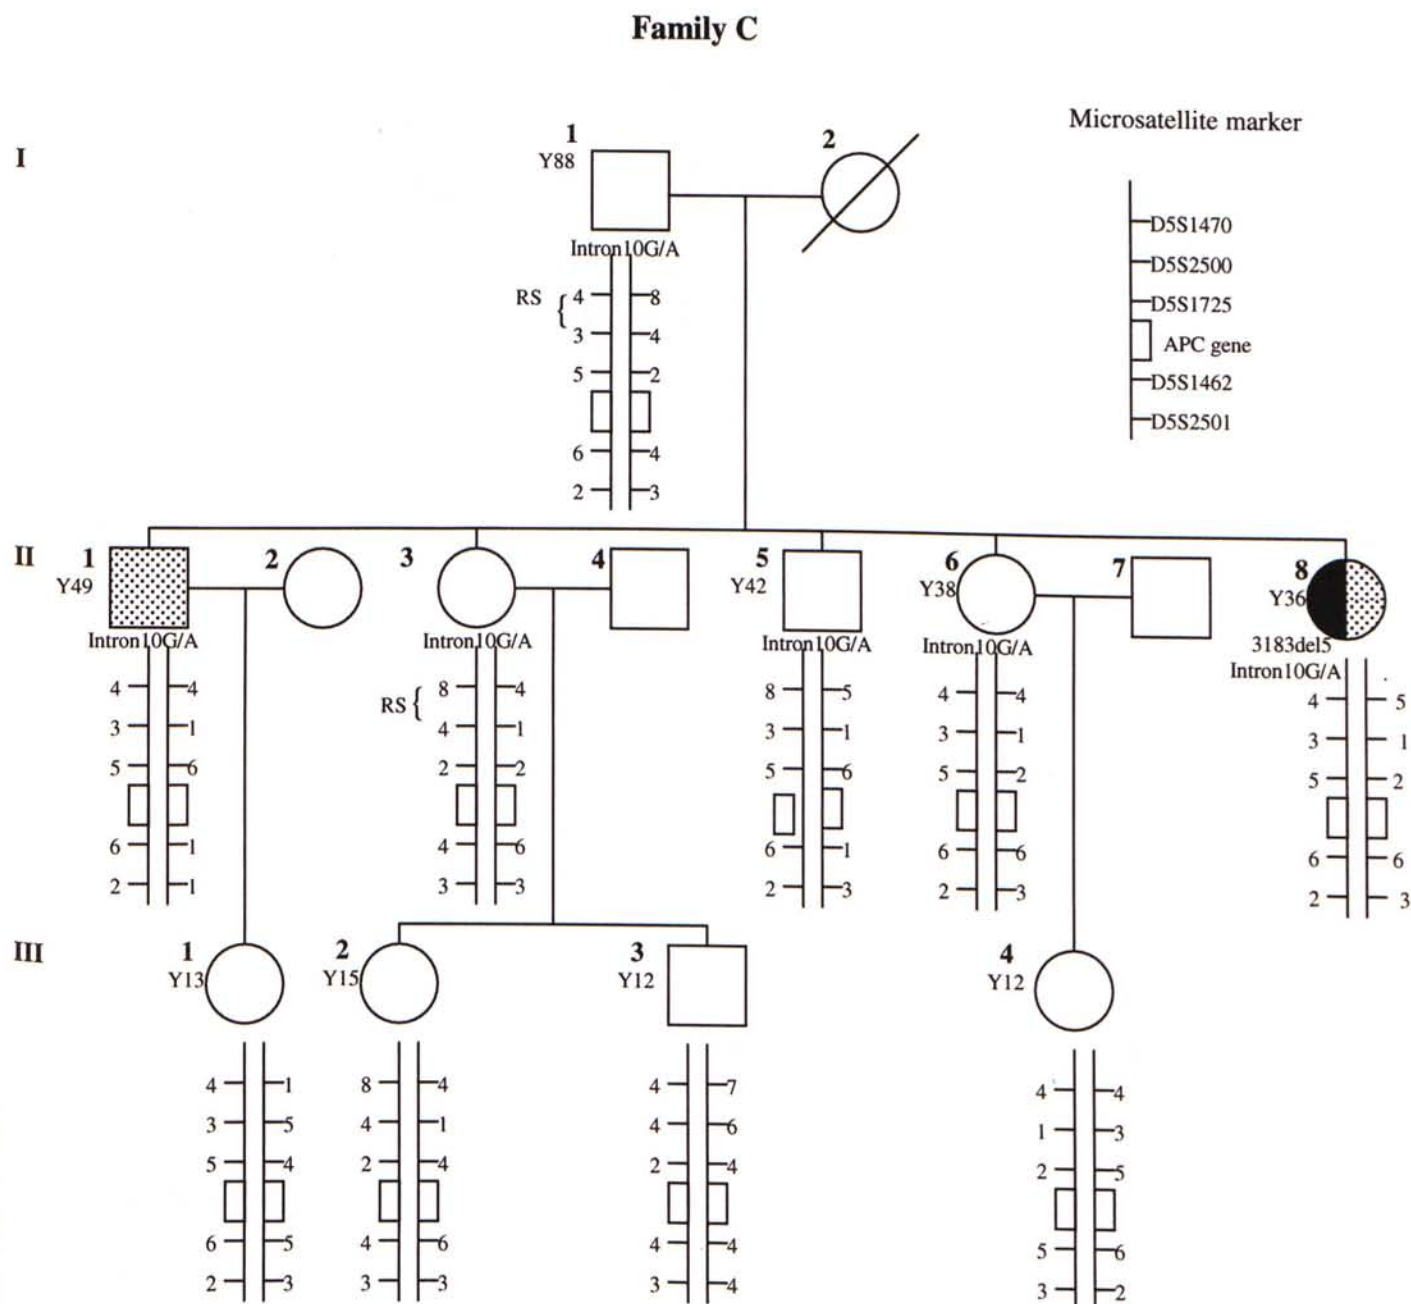 Family C
Microsatellite marker
I
1
Y88
2
Intron10G/A
RS { 4 8
3 4
5 2
6 4
2 3
D5S1470
D5S2500
D5S1725
APC gene
D5S1462
D5S2501
II
1
Y49
2
3
4
5
Y42
6
Y38
7
8
Y36
Intron10G/A
4 4
3 1
5 6
6 1
2 1
Intron10G/A
RS { 8 4
4 1
2 2
4 6
3 3
Intron10G/A
8 5
3 1
5 6
6 1
2 3
Intron10G/A
4 4
3 1
5 2
6 6
2 3
3183del5
Intron10G/A
4 5
3 1
5 2
6 6
2 3
III
1
Y13
4 1
3 5
5 4
6 5
2 3
2
Y15
8 4
4 1
2 4
4 6
3 3
3
Y12
4 7
4 6
2 4
4 4
3 4
4
Y12
4 4
1 3
2 5
5 6
3 2